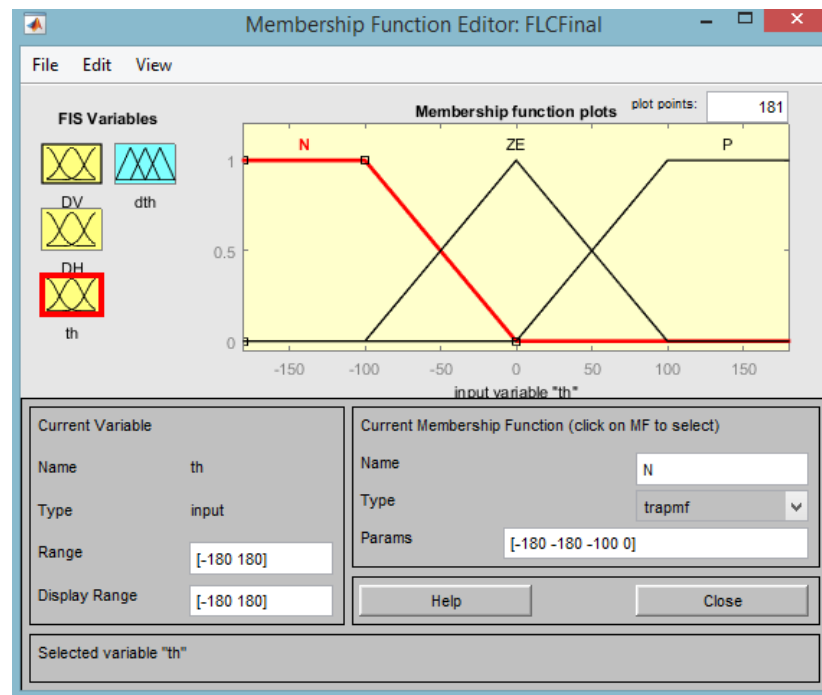 Membership Function Editor: FLCFinal
File Edit View
FIS Variables
DV
dth
DH
th
Membership function plots
plot points:
181
N
ZE
P
1
0.5
0
-150
-100
-50
0
50
100
150
input variable "th"
Current Variable
Name th
Type input
Range [-180 180]
Display Range [-180 180]
Current Membership Function (click on MF to select)
Name N
Type trapmf
Params [-180 -180 -100 0]
Help
Close
Selected variable "th"